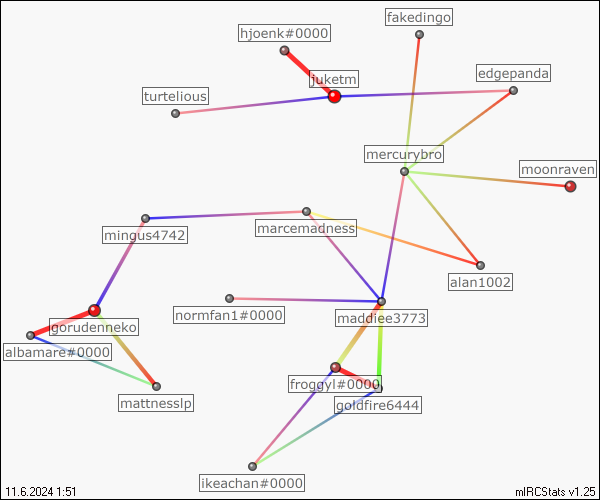 fakedingo
hjoenk#0000
edgepanda
juketm
turtelious
mercurybro
moonraven
marcemadness
mingus4742
alan1002
normfan1#0000
maddiee3773
gorudenneko
albamare#0000
froggyl#0000
mattnesslp
goldfire6444
ikeachan#0000
11.6.2024 1:51 mIRCStats v1.25